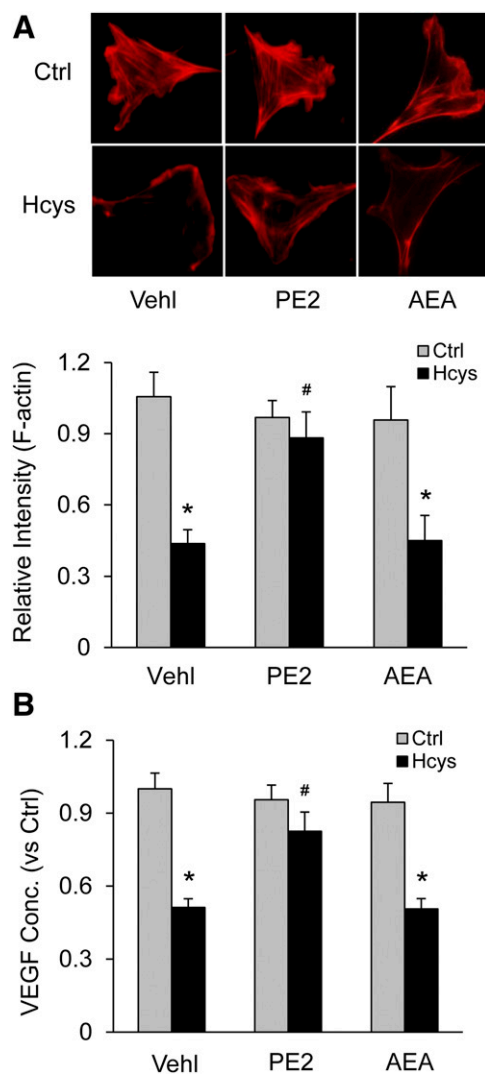 A
Ctrl
Hcys
Vehl PE2 AEA
Relative Intensity (F-actin)
1.2
0.9
0.6
0.3
0
Ctrl
Hcys
*
#
*
Vehl PE2 AEA
B
VEGF Conc. (vs Ctrl)
1.2
0.9
0.6
0.3
0
Ctrl
Hcys
*
#
*
Vehl PE2 AEA